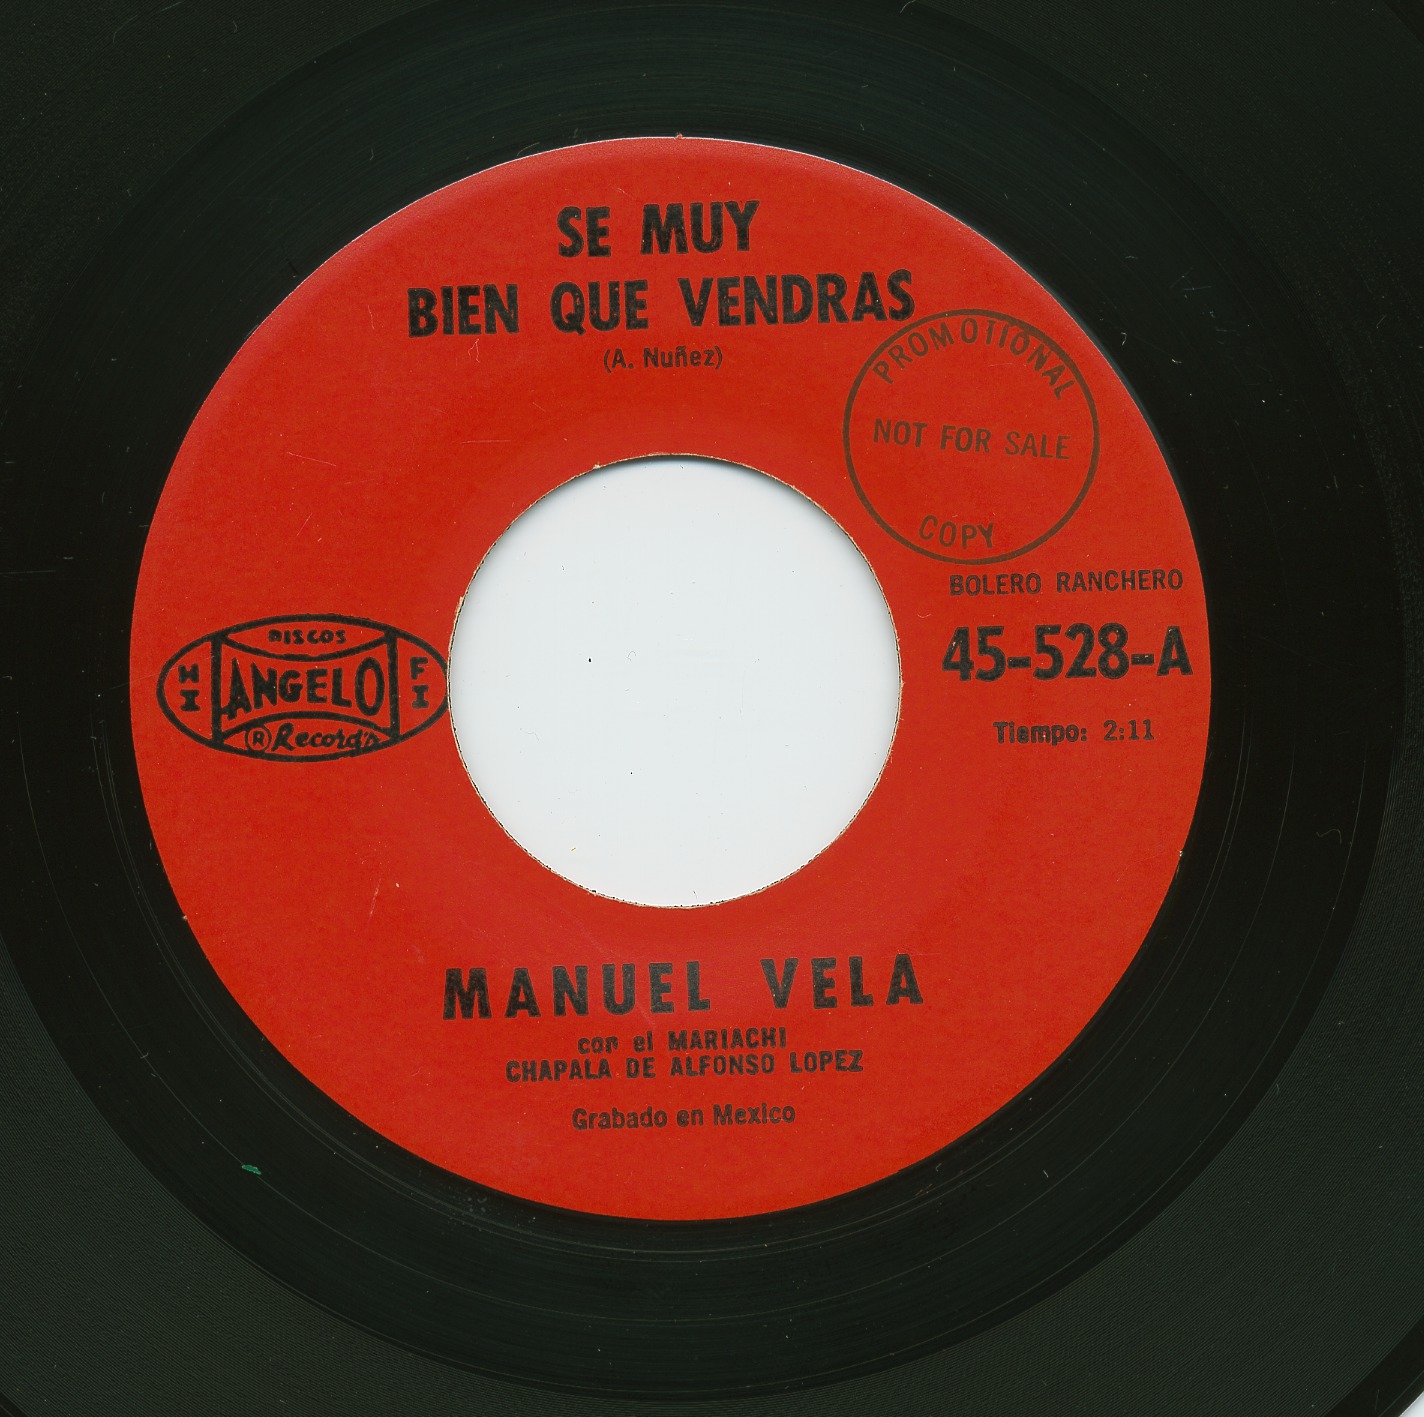 SE MUY
BIEN QUE VENDRAS
(A. Nuñez)
PROMOTIONAL
NOT FOR SALE
COPY
BOLERO RANCHERO
45-528-A
Tiempo: 2:11
DISCOS
HI ANGELO FI
® Record's
MANUEL VELA
con el MARIACHI
CHAPALA DE ALFONSO LOPEZ
Grabado en Mexico